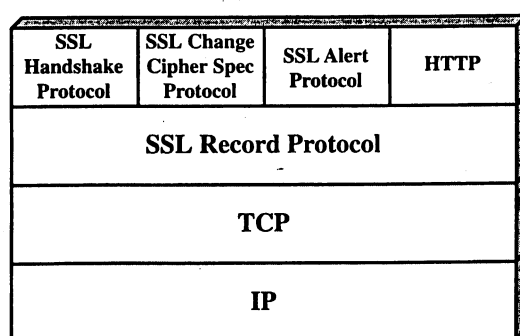 SSL
Handshake
Protocol
SSL Change
Cipher Spec
Protocol
SSL Alert
Protocol
HTTP
SSL Record Protocol
TCP
IP